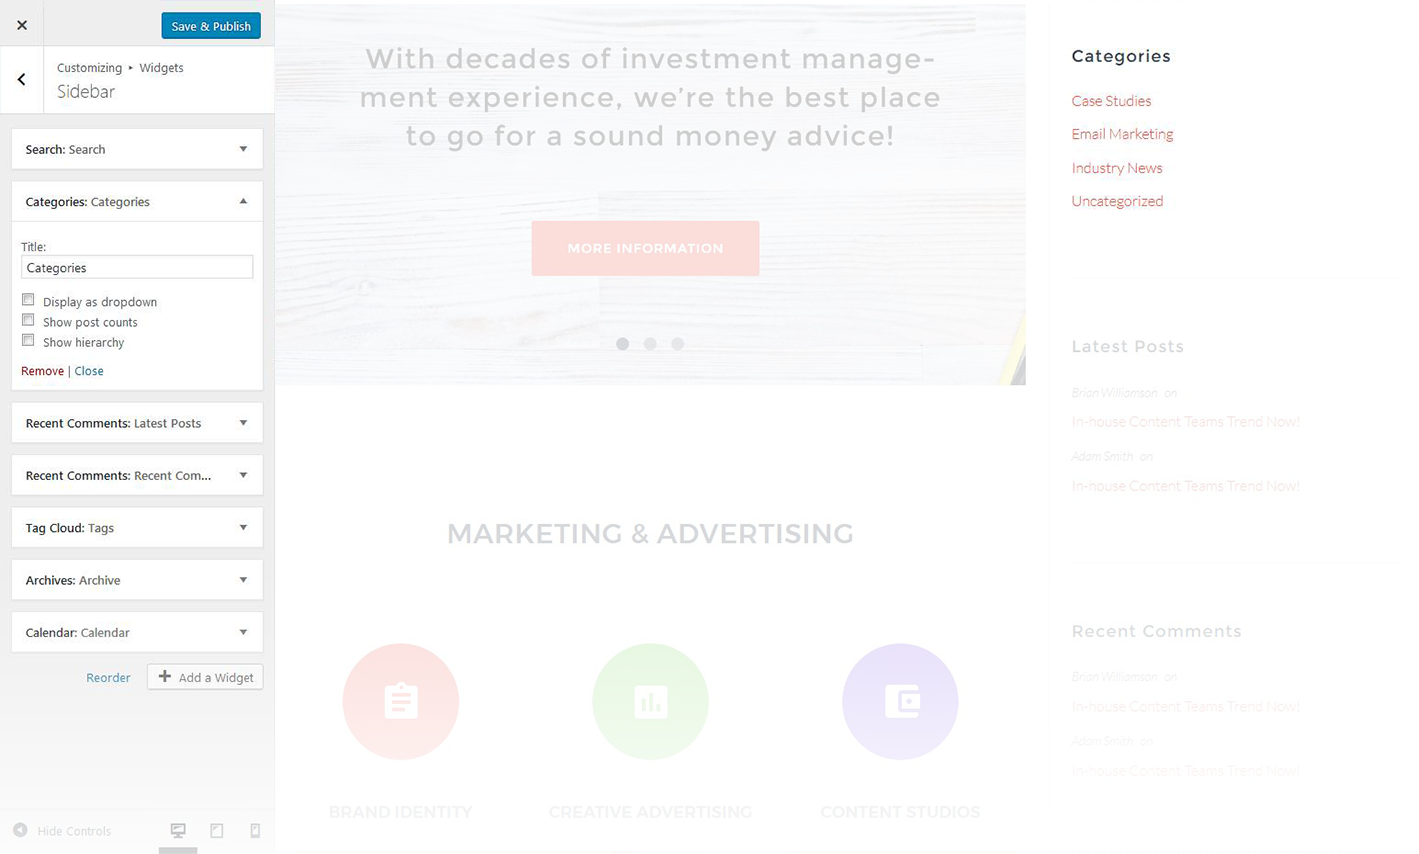 Save & Publish
Customizing ▸ Widgets
Sidebar
Search: Search
Categories: Categories
Title:
Categories
Display as dropdown
Show post counts
Show hierarchy
Remove | Close
Recent Comments: Latest Posts
Recent Comments: Recent Com...
Tag Cloud: Tags
Archives: Archive
Calendar: Calendar
Reorder
Add a Widget
Hide Controls
With decades of investment manage-
ment experience, we’re the best place
to go for a sound money advice!
MORE INFORMATION
MARKETING & ADVERTISING
BRAND IDENTITY
CREATIVE ADVERTISING
CONTENT STUDIOS
Categories
Case Studies
Email Marketing
Industry News
Uncategorized
Latest Posts
Brian Williamson on
In-house Content Teams Trend Now!
Adam Smith on
In-house Content Teams Trend Now!
Recent Comments
Brian Williamson on
In-house Content Teams Trend Now!
Adam Smith on
In-house Content Teams Trend Now!